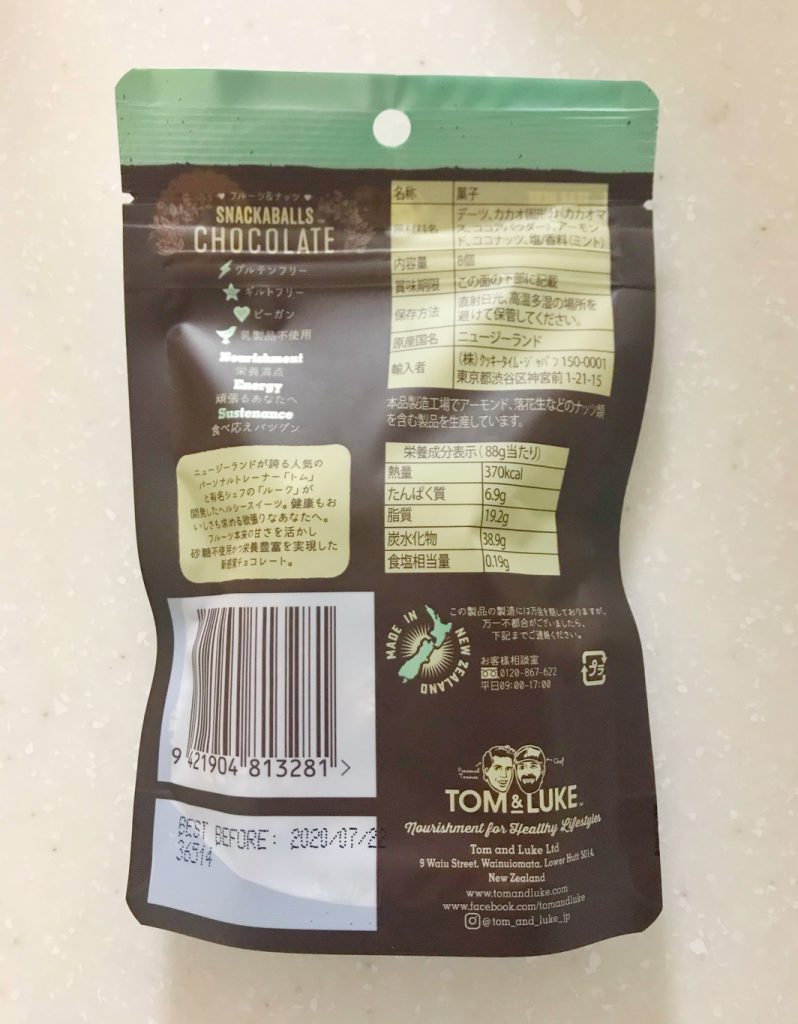 フルーツ&ナッツ
SNACKABALLS
CHOCOLATE
グルテンフリー
ギルトフリー
ビーガン
乳製品不使用
Nourishment
栄養満点
Energy
頑張るあなたへ
Sustenance
食べ応えバツグン
ニュージーランドが誇る人気の
パーソナルトレーナー「トム」
と有名シェフの「ルーク」が
開発したヘルシースイーツ。健康もお
いしさも求める欲張りなあなたへ。
フルーツ本来の甘さを活かし
砂糖不使用かつ栄養豊富を実現した
新感覚チョコレート。
名称 菓子
原材料名 デーツ、カカオ固形分(カカオマ
ス、ココアパウダー)、アーモン
ド、ココナッツ、塩/香料(ミント)
内容量 8個
賞味期限 この面の下部に記載
保存方法 直射日光、高温多湿の場所を
避けて保管してください。
原産国名 ニュージーランド
輸入者 (株)クッキータイム・ジャパン 150-0001
東京都渋谷区神宮前 1-21-15
本品製造工場でアーモンド、落花生などのナッツ類
を含む製品を生産しています。
栄養成分表示(88g当たり)
熱量 370kcal
たんぱく質 6.9g
脂質 19.2g
炭水化物 38.9g
食塩相当量 0.19g
MADE IN NEW ZEALAND
この製品の製造には万全を期しておりますが、
万一不都合がございましたら、
下記までご連絡ください。
お客様相談室
0120-867-622
平日09:00-17:00
プラ
9 421904 813281 >
BEST BEFORE: 2020/07/22
36514
Personal Trainer
Chef
TOM & LUKE™
Nourishment for Healthy Lifestyles
Tom and Luke Ltd
9 Waiu Street, Wainuiomata, Lower Hutt 5014,
New Zealand
www.tomandluke.com
www.facebook.com/tomandluke
@tom_and_luke_jp